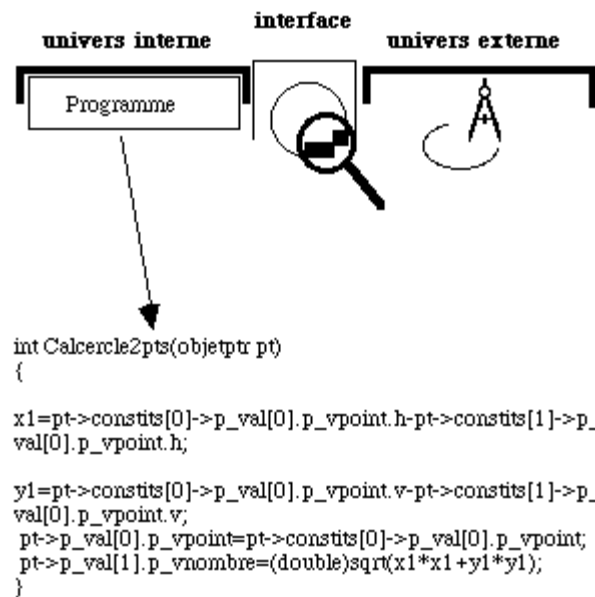 interface
univers interne
univers externe
Programme
int Calcercle2pts(objetptr pt)
{
x1=pt->constits[0]->p_val[0].p_vpoint.h-pt->constits[1]->p_
val[0].p_vpoint.h;
y1=pt->constits[0]->p_val[0].p_vpoint.v-pt->constits[1]->p_
val[0].p_vpoint.v;
pt->p_val[0].p_vpoint=pt->constits[0]->p_val[0].p_vpoint;
pt->p_val[1].p_vnombre=(double)sqrt(x1*x1+y1*y1);
}